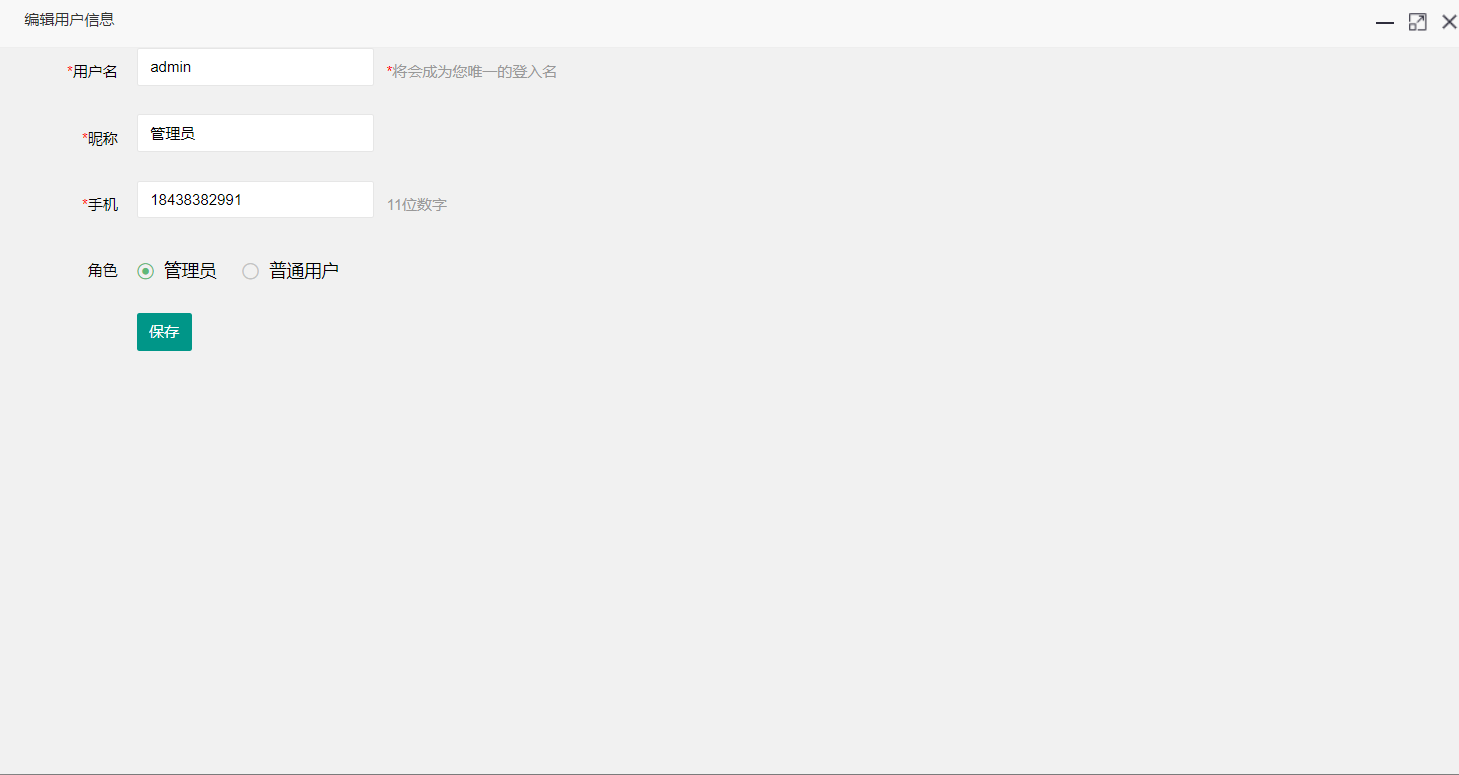 编辑用户信息
*用户名 admin *将会成为您唯一的登入名
*昵称 管理员
*手机 18438382991 11位数字
角色 管理员 普通用户
保存